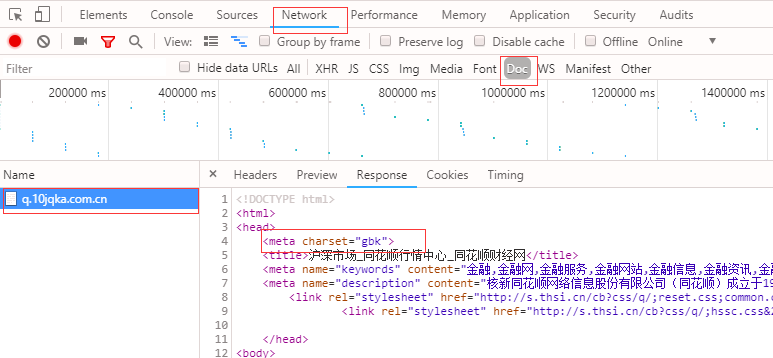 Elements Console Sources Network Performance Memory Application Security Audits
View: Group by frame Preserve log Disable cache Offline Online
Filter Hide data URLs All XHR JS CSS Img Media Font Doc WS Manifest Other
200000 ms 400000 ms 600000 ms 800000 ms 1000000 ms 1200000 ms 1400000 ms
Name × Headers Preview Response Cookies Timing
q.10jqka.com.cn
1 <!DOCTYPE html>
2 <html>
3 <head>
4 <meta charset="gbk">
5 <title>沪深市场_同花顺行情中心_同花顺财经网</title>
6 <meta name="keywords" content="金融,金融网,金融服务,金融网站,金融信息,金融资讯,金
7 <meta name="description" content="核新同花顺网络信息股份有限公司（同花顺）成立于19
8 <link rel="stylesheet" href="http://s.thsi.cn/cb?css/q/;reset.css;common.c
9 <link rel="stylesheet" href="http://s.thsi.cn/cb?css/q/;hssc.css&2
10
11 </head>
12 <body>